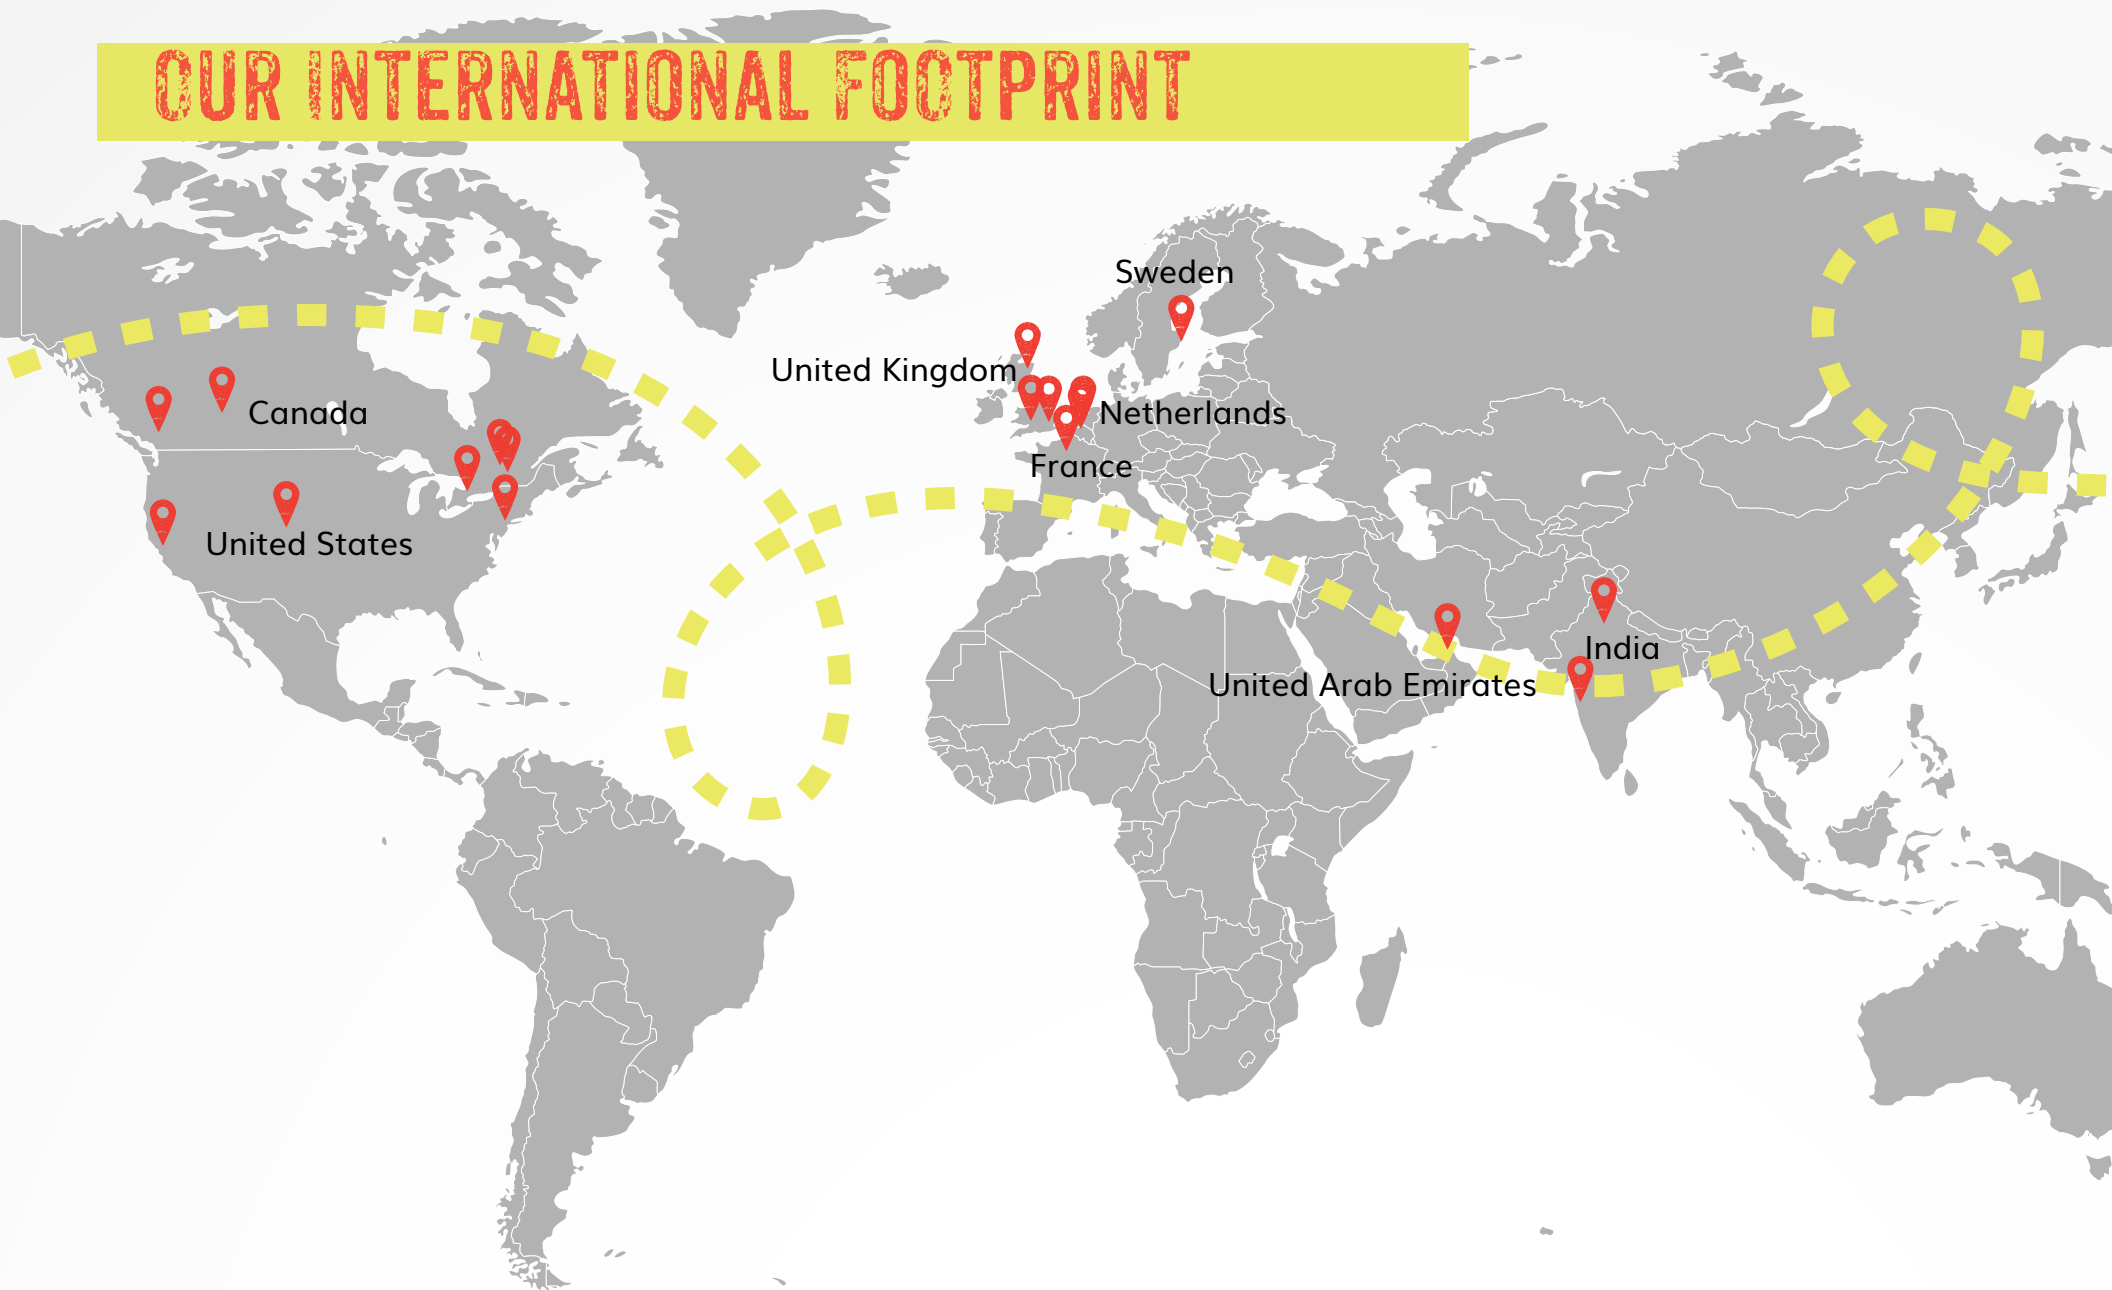 OUR INTERNATIONAL FOOTPRINT
Sweden
United Kingdom
Canada
Netherlands
France
United States
India
United Arab Emirates